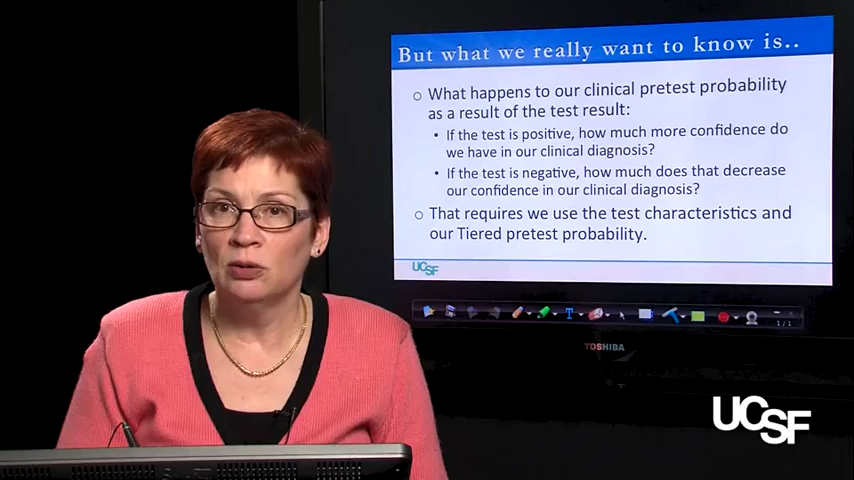 But what we really want to know is..
What happens to our clinical pretest probability
as a result of the test result:
If the test is positive, how much more confidence do
we have in our clinical diagnosis?
If the test is negative, how much does that decrease
our confidence in our clinical diagnosis?
That requires we use the test characteristics and
our Tiered pretest probability.
UCSF
T
1/1
TOSHIBA
UCSF